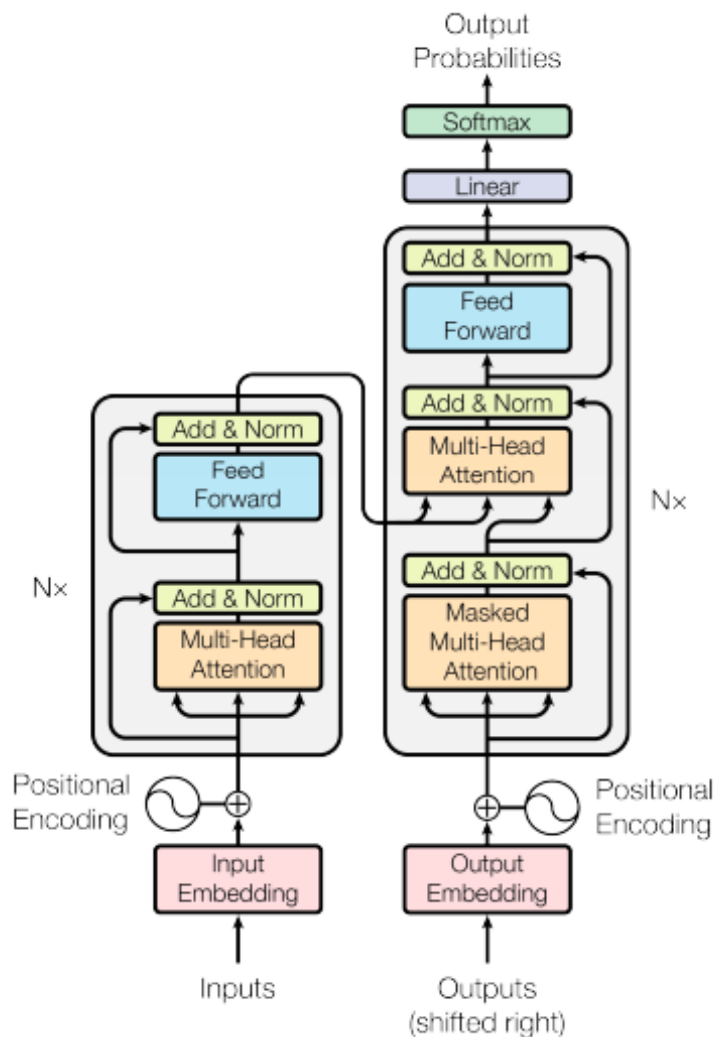 Output
Probabilities
Softmax
Linear
Add & Norm
Feed
Forward
Add & Norm
Multi-Head
Attention
Add & Norm
Feed
Forward
Nx
Add & Norm
Masked
Multi-Head
Attention
Nx
Add & Norm
Multi-Head
Attention
Positional
Encoding
Positional
Encoding
Input
Embedding
Output
Embedding
Inputs
Outputs
(shifted right)